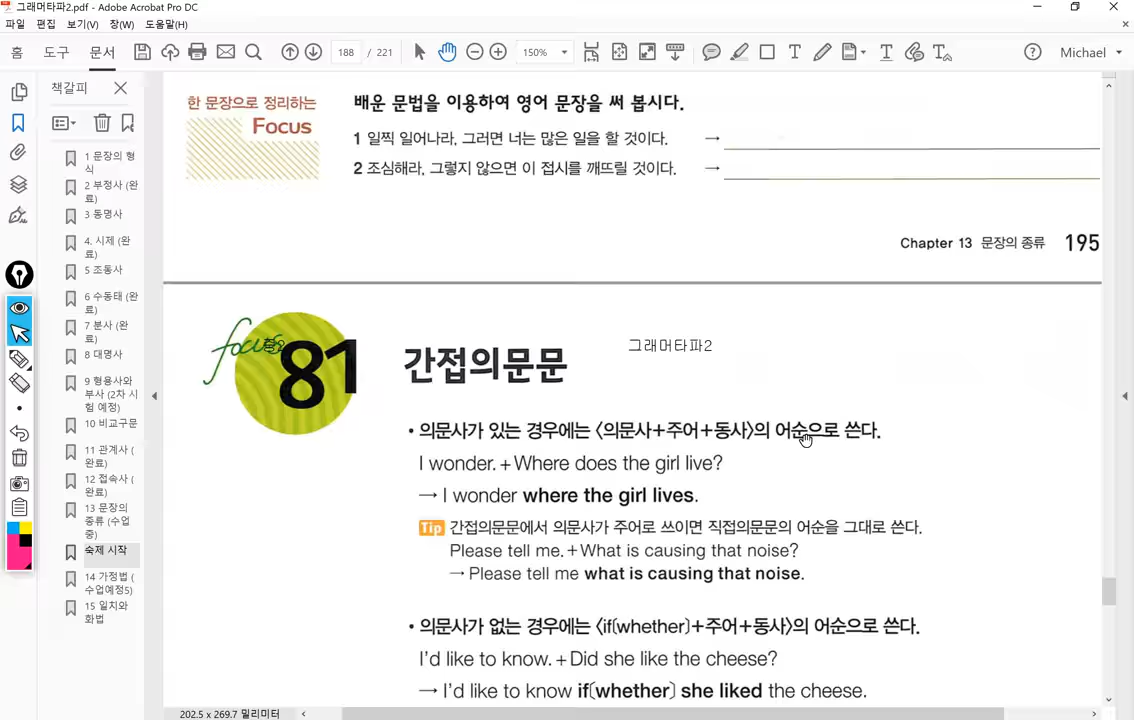 그래머타파2.pdf - Adobe Acrobat Pro DC
파일 편집 보기(V) 창(W) 도움말(H)
홈 도구 문서 188 / 221 150% Michael
책갈피
1 문장의 형식
2 부정사 (완료)
3 동명사
4. 시제 (완료)
5 조동사
6 수동태 (완료)
7 분사 (완료)
8 대명사
9 형용사와 부사 (2차 시험 예정)
10 비교구문
11 관계사 (완료)
12 접속사 (완료)
13 문장의 종류 (수업중)
숙제 시작
14 가정법 (수업예정5)
15 일치와 화법
한 문장으로 정리하는
Focus
배운 문법을 이용하여 영어 문장을 써 봅시다.
1 일찍 일어나라, 그러면 너는 많은 일을 할 것이다. →
2 조심해라, 그렇지 않으면 이 접시를 깨뜨릴 것이다. →
Chapter 13 문장의 종류 195
focus
81
간접의문문
그래머타파2
• 의문사가 있는 경우에는 〈의문사+주어+동사〉의 어순으로 쓴다.
I wonder. + Where does the girl live?
→ I wonder where the girl lives.
Tip 간접의문문에서 의문사가 주어로 쓰이면 직접의문문의 어순을 그대로 쓴다.
Please tell me. + What is causing that noise?
→ Please tell me what is causing that noise.
• 의문사가 없는 경우에는 〈if(whether)+주어+동사〉의 어순으로 쓴다.
I'd like to know. + Did she like the cheese?
→ I'd like to know if(whether) she liked the cheese.
202.5 x 269.7 밀리미터